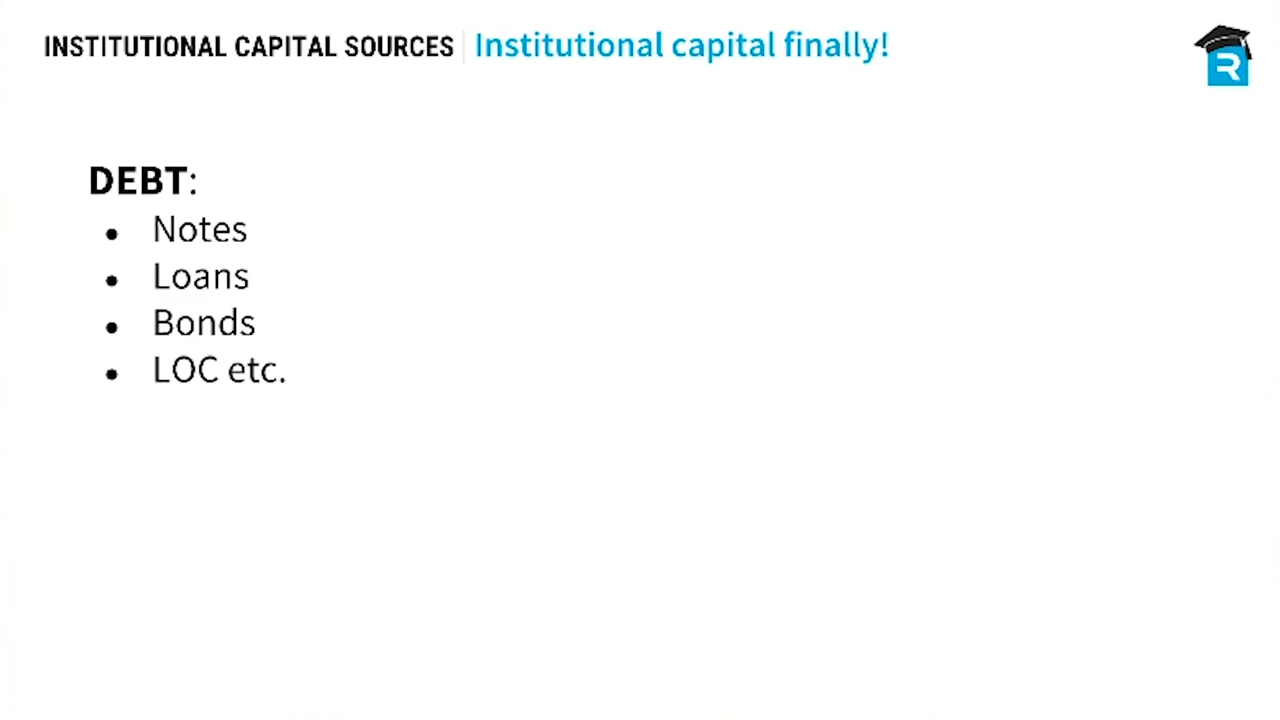 INSTITUTIONAL CAPITAL SOURCES Institutional capital finally!
R
DEBT:
• Notes
• Loans
• Bonds
• LOC etc.